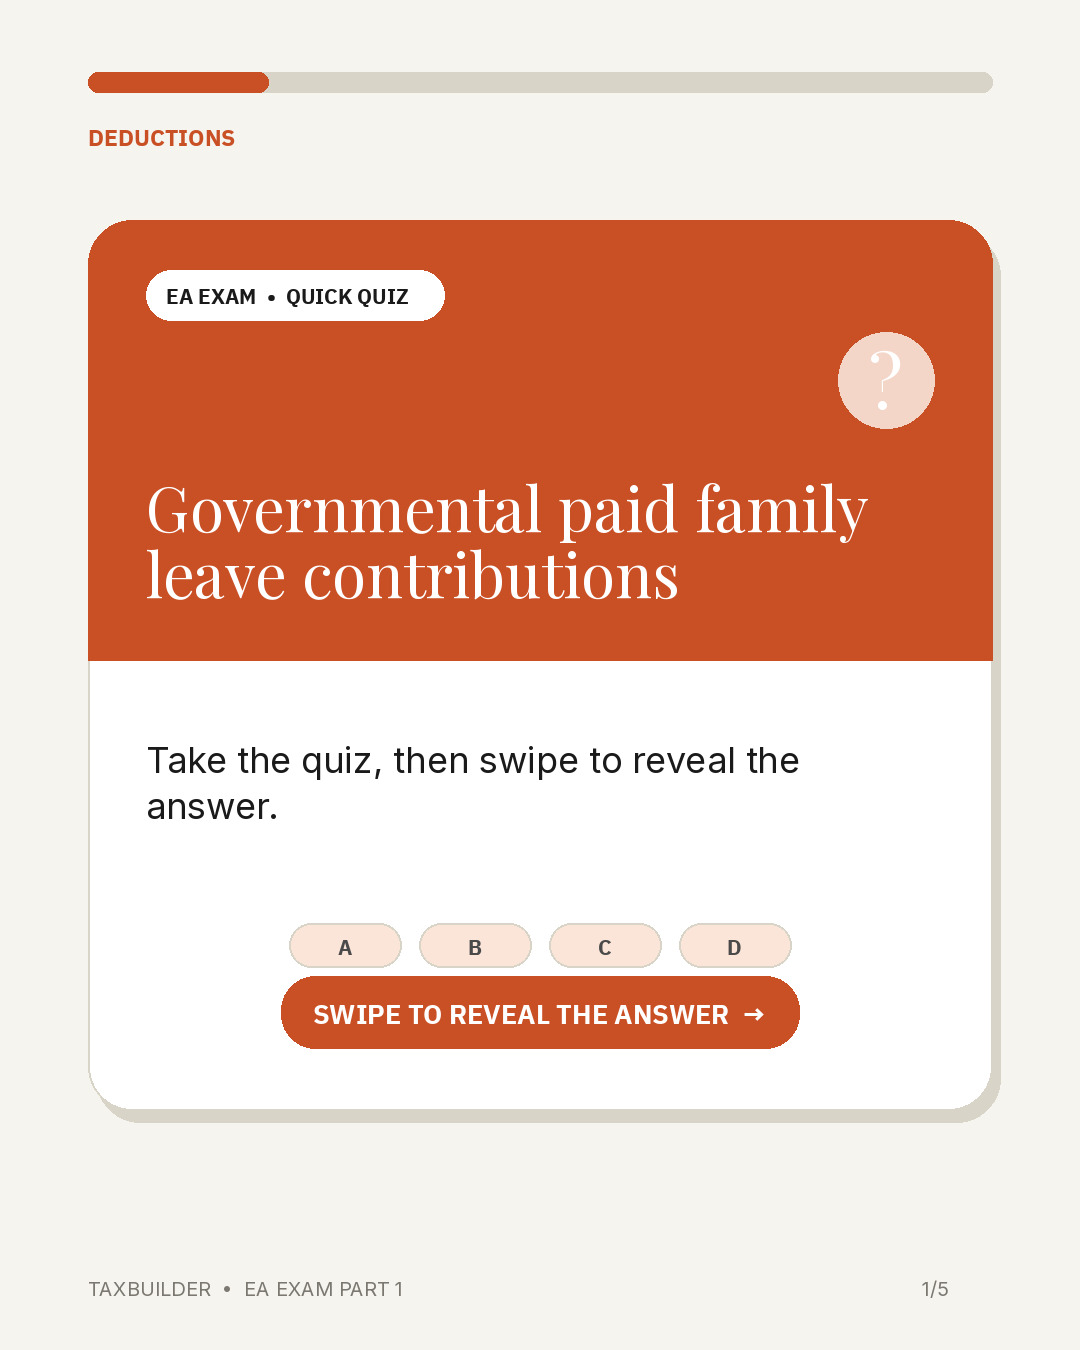 DEDUCTIONS
EA EXAM • QUICK QUIZ
?
Governmental paid family
leave contributions
Take the quiz, then swipe to reveal the
answer.
A B C D
SWIPE TO REVEAL THE ANSWER →
TAXBUILDER • EA EXAM PART 1 1/5